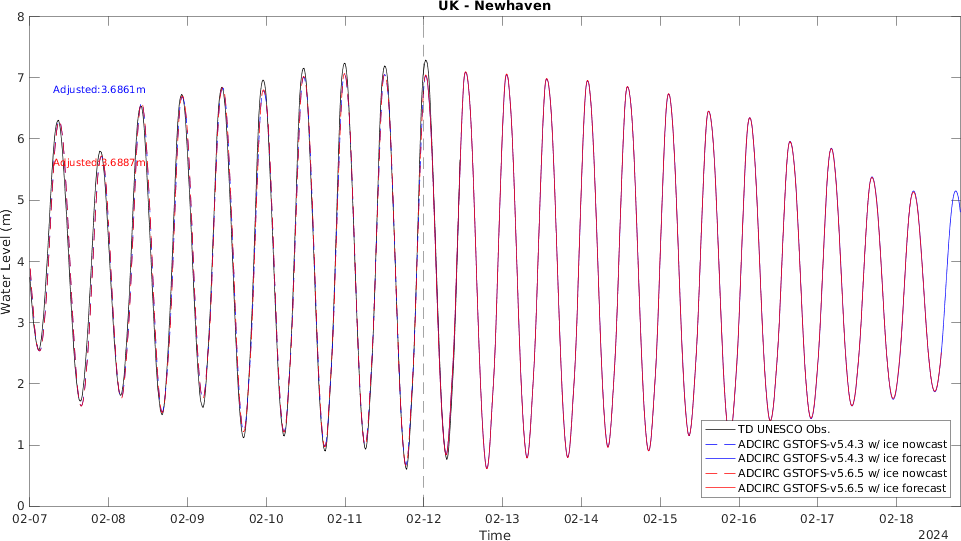 UK - Newhaven
8
7
6
5
4
3
2
1
0
Water Level (m)
Adjusted:3.6861m
Adjusted:3.6887m
TD UNESCO Obs.
ADCIRC GSTOFS-v5.4.3 w/ ice nowcast
ADCIRC GSTOFS-v5.4.3 w/ ice forecast
ADCIRC GSTOFS-v5.6.5 w/ ice nowcast
ADCIRC GSTOFS-v5.6.5 w/ ice forecast
02-07 02-08 02-09 02-10 02-11 02-12 02-13 02-14 02-15 02-16 02-17 02-18
Time
2024